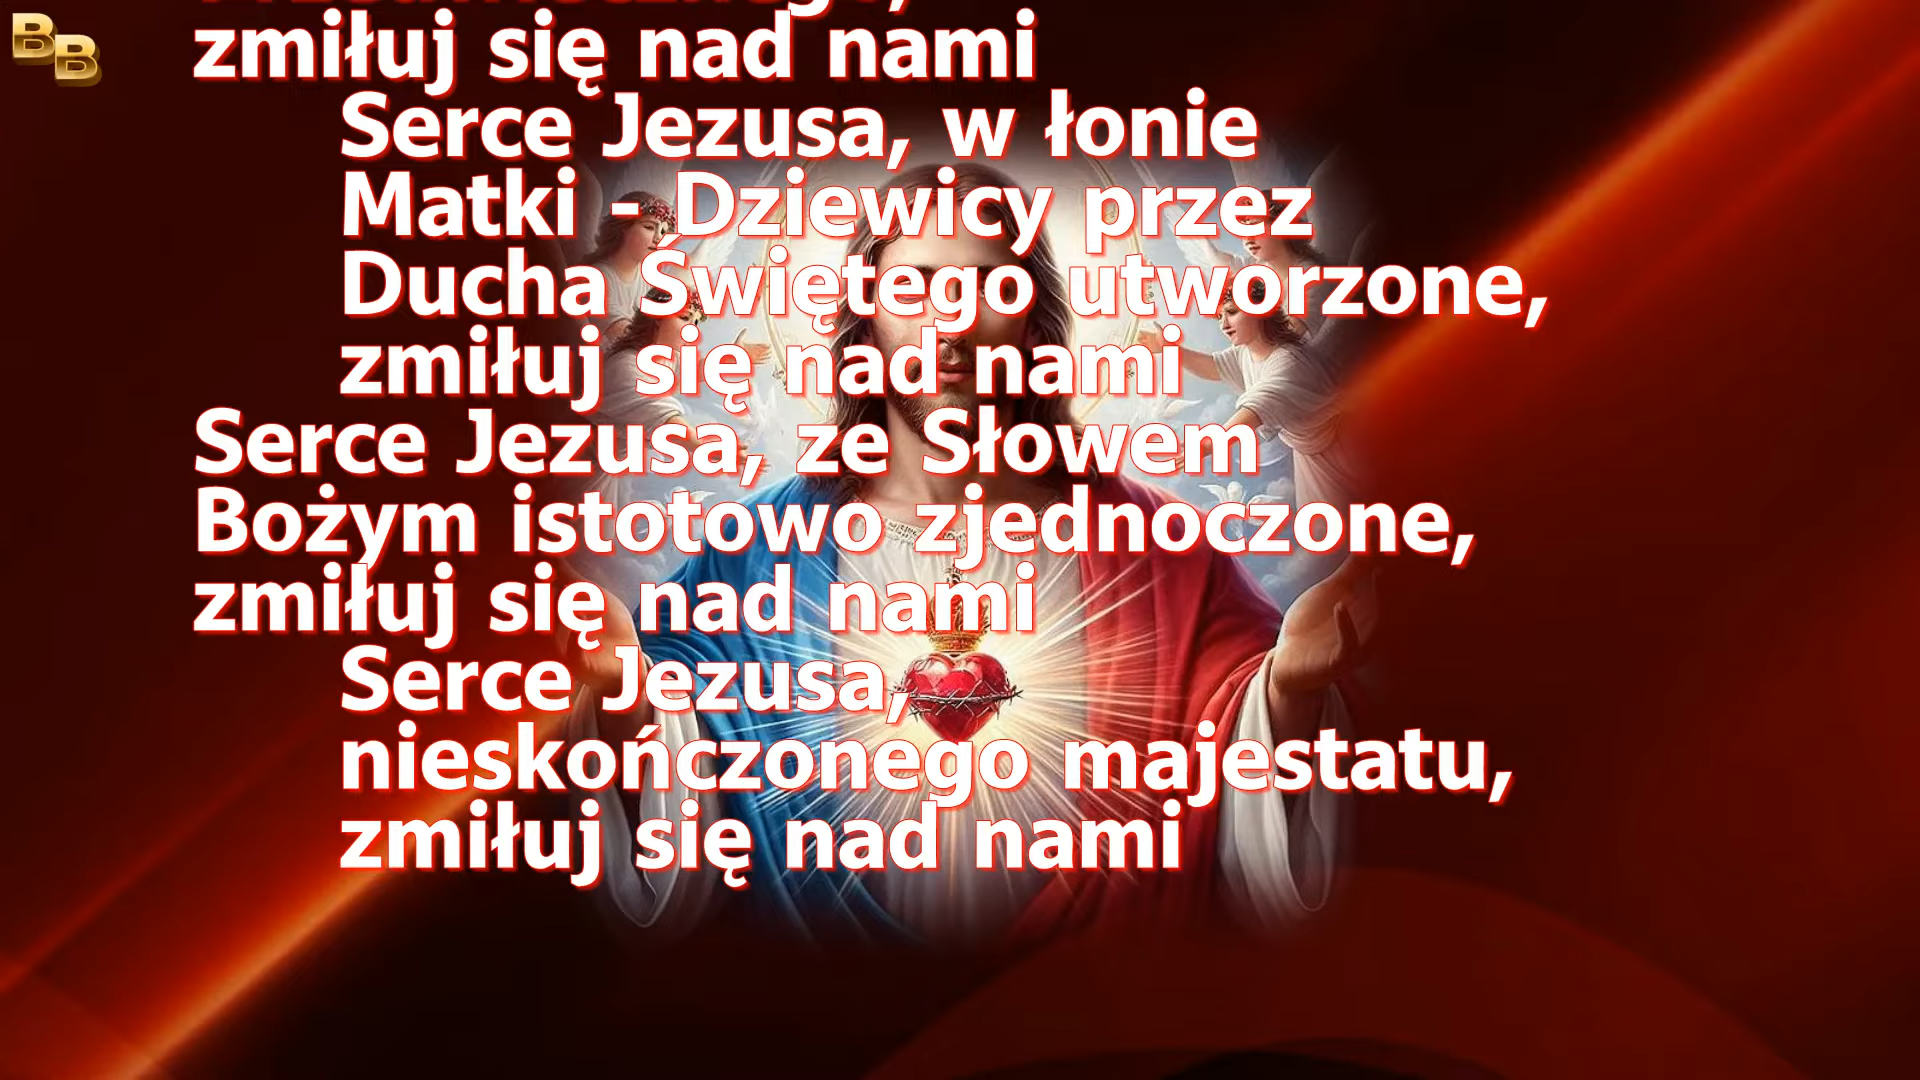 BB
zmiłuj się nad nami
Serce Jezusa, w łonie
Matki - Dziewicy przez
Ducha Świętego utworzone,
zmiłuj się nad nami
Serce Jezusa, ze Słowem
Bożym istotowo zjednoczone,
zmiłuj się nad nami
Serce Jezusa,
nieskończonego majestatu,
zmiłuj się nad nami